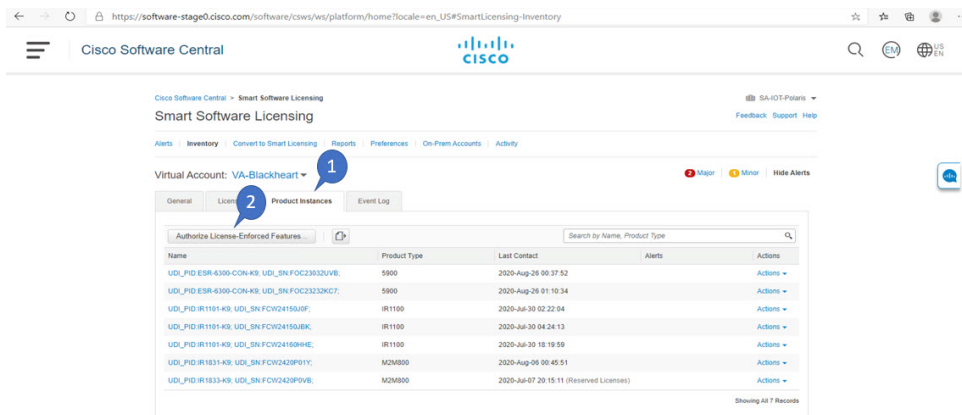 https://software-stage0.cisco.com/software/csws/ws/platform/home?locale=en_US#SmartLicensing-Inventory
Cisco Software Central
CISCO
EM
US
EN
Cisco Software Central > Smart Software Licensing
SA-IOT-Polaris
Smart Software Licensing
Feedback Support Help
Alerts | Inventory | Convert to Smart Licensing | Reports | Preferences | On-Prem Accounts | Activity
1
Virtual Account: VA-Blackheart
2 Major | 1 Minor | Hide Alerts
General
2
Product Instances
Event Log
Authorize License-Enforced Features...
Search by Name, Product Type
Name Product Type Last Contact Alerts Actions
UDI_PID:ESR-6300-CON-K9; UDI_SN:FOC23032UVB; 5900 2020-Aug-26 00:37:52 Actions
UDI_PID:ESR-6300-CON-K9; UDI_SN:FOC23232KC7; 5900 2020-Aug-26 01:10:34 Actions
UDI_PID:IR1101-K9; UDI_SN:FCW24150J0F; IR1100 2020-Jul-30 02:22:04 Actions
UDI_PID:IR1101-K9; UDI_SN:FCW24150JBK; IR1100 2020-Jul-30 04:24:13 Actions
UDI_PID:IR1101-K9; UDI_SN:FCW24160HHE; IR1100 2020-Jul-30 18:19:59 Actions
UDI_PID:IR1831-K9; UDI_SN:FCW2420P01Y; M2M800 2020-Aug-06 00:45:51 Actions
UDI_PID:IR1833-K9; UDI_SN:FCW2420P0VB; M2M800 2020-Jul-07 20:15:11 (Reserved Licenses) Actions
Showing All 7 Records